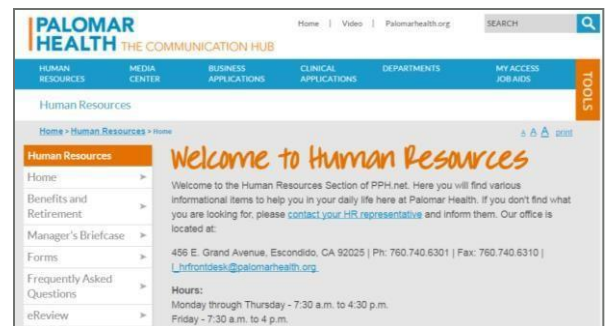 PALOMAR
HEALTH THE COMMUNICATION HUB
Home | Video | Palomarhealth.org
SEARCH
HUMAN RESOURCES
MEDIA CENTER
BUSINESS APPLICATIONS
CLINICAL APPLICATIONS
DEPARTMENTS
MY ACCESS JOB AIDS
TOOLS
Human Resources
Home > Human Resources > Home
A A A print
Human Resources
Home
Benefits and
Retirement
Manager's Briefcase
Forms
Frequently Asked
Questions
eReview
Welcome to Human Resources
Welcome to the Human Resources Section of PPH.net. Here you will find various
informational items to help you in your daily life here at Palomar Health. If you don't find what
you are looking for, please contact your HR representative and inform them. Our office is
located at:
456 E. Grand Avenue, Escondido, CA 92025 | Ph: 760.740.6301 | Fax: 760.740.6310 |
l_hrfrontdesk@palomarhealth.org
Hours:
Monday through Thursday - 7:30 a.m. to 4:30 p.m.
Friday - 7:30 a.m. to 4 p.m.